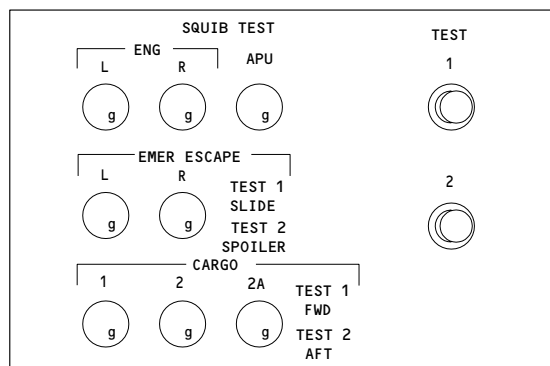 SQUIB TEST
TEST
ENG
L R APU
1
g g g
EMER ESCAPE
L R
2
TEST 1
SLIDE
TEST 2
SPOILER
g g
CARGO
1 2 2A
TEST 1
FWD
TEST 2
AFT
g g g